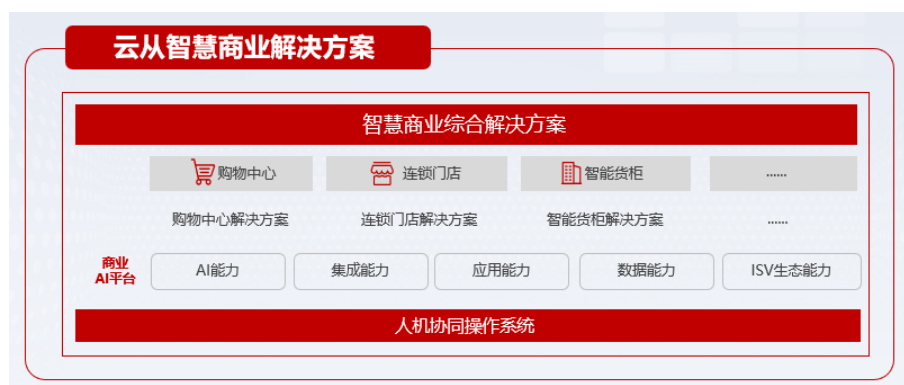 云从智慧商业解决方案
智慧商业综合解决方案
购物中心 连锁门店 智能货柜 ......
购物中心解决方案 连锁门店解决方案 智能货柜解决方案 ......
商业
AI平台
AI能力 集成能力 应用能力 数据能力 ISV生态能力
人机协同操作系统